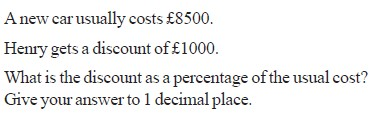 A new car usually costs £8500.
Henry gets a discount of £1000.
What is the discount as a percentage of the usual cost?
Give your answer to 1 decimal place.